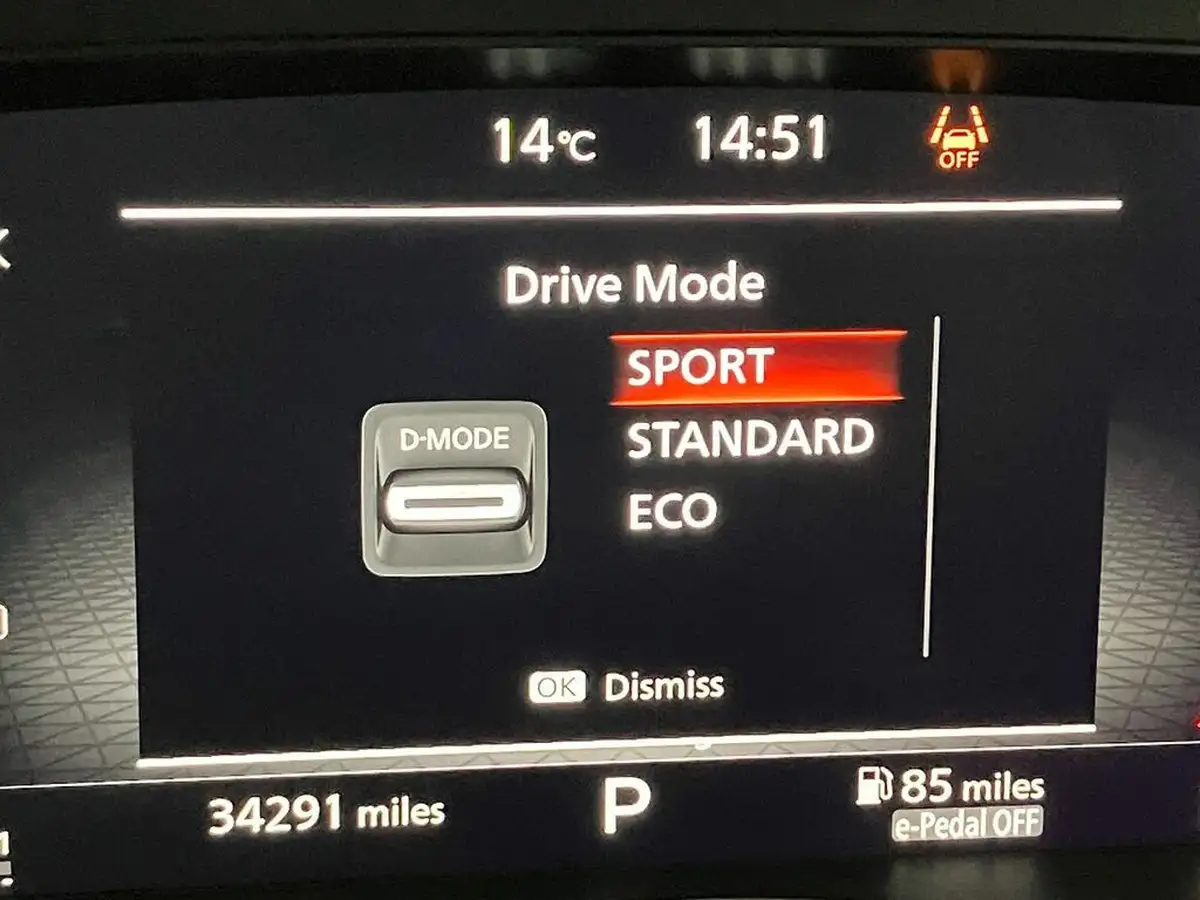 14°C 14:51 OFF
Drive Mode
SPORT
D-MODE
STANDARD
ECO
OK Dismiss
34291 miles P 85 miles
e-Pedal OFF